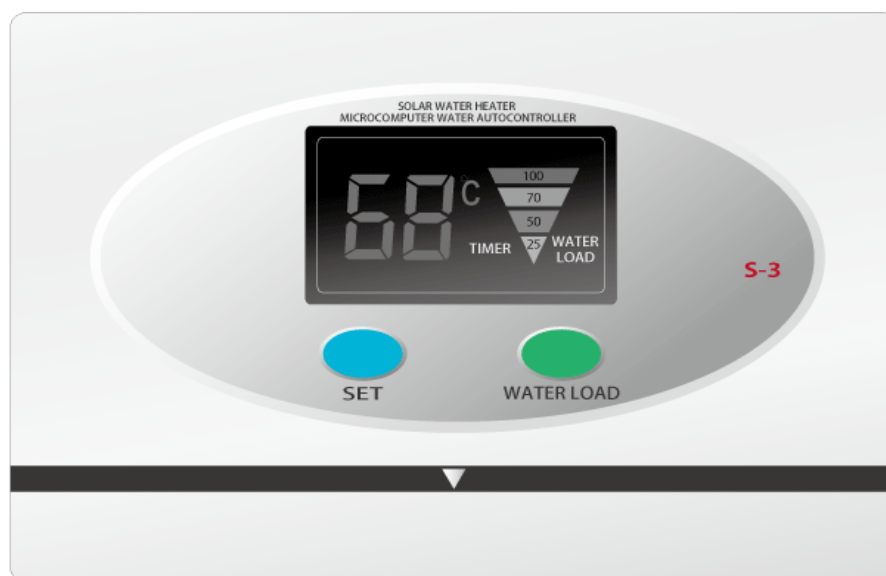 SOLAR WATER HEATER
MICROCOMPUTER WATER AUTOCONTROLLER
68°C
100
70
50
25
TIMER
WATER
LOAD
S-3
SET
WATER LOAD